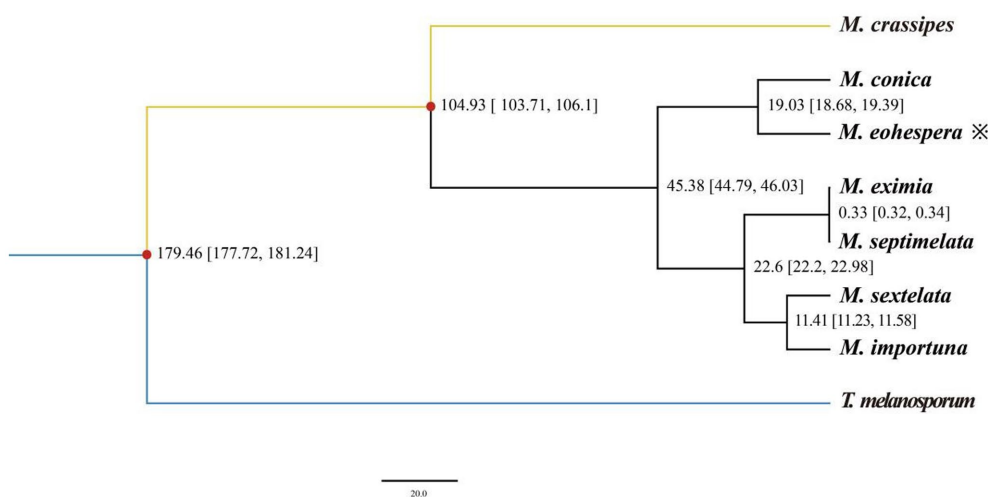 M. crassipes
M. conica
104.93 [ 103.71, 106.1]
19.03 [18.68, 19.39]
M. eohespera ※
45.38 [44.79, 46.03]
M. eximia
0.33 [0.32, 0.34]
M. septimelata
179.46 [177.72, 181.24]
22.6 [22.2, 22.98]
M. sextelata
11.41 [11.23, 11.58]
M. importuna
T. melanosporum
20.0